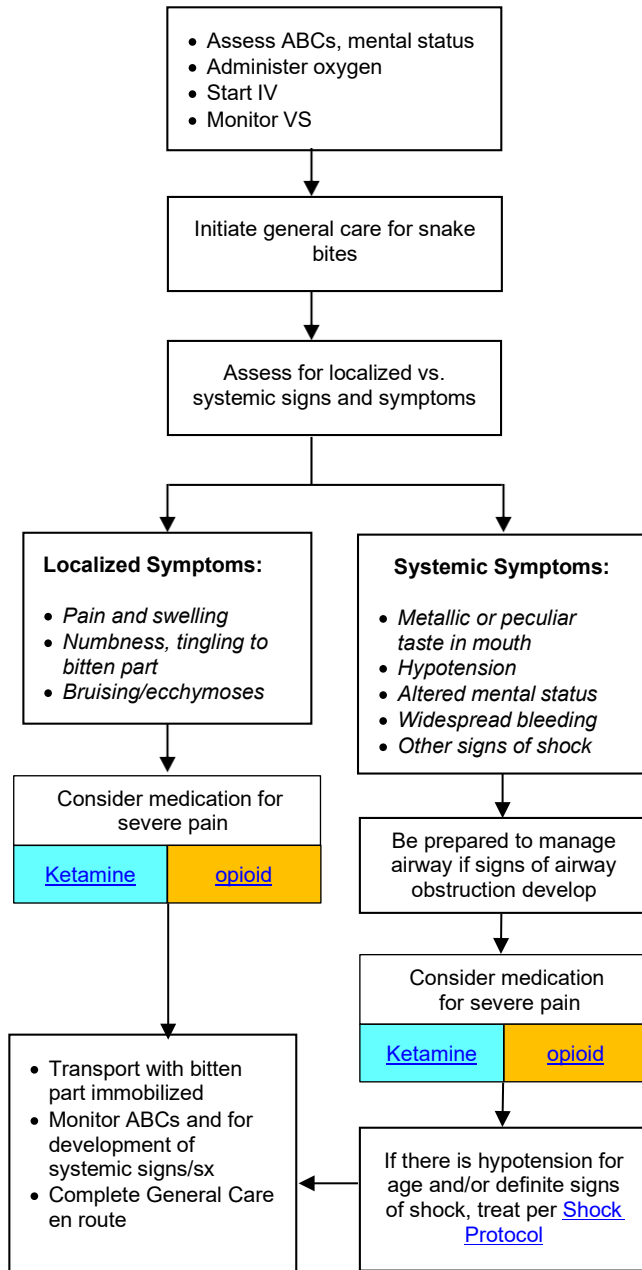 • Assess ABCs, mental status
• Administer oxygen
• Start IV
• Monitor VS
Initiate general care for snake
bites
Assess for localized vs.
systemic signs and symptoms
Localized Symptoms:
• Pain and swelling
• Numbness, tingling to
bitten part
• Bruising/ecchymoses
Consider medication for
severe pain
Ketamine
opioid
Systemic Symptoms:
• Metallic or peculiar
taste in mouth
• Hypotension
• Altered mental status
• Widespread bleeding
• Other signs of shock
Be prepared to manage
airway if signs of airway
obstruction develop
Consider medication
for severe pain
Ketamine
opioid
If there is hypotension for
age and/or definite signs
of shock, treat per Shock
Protocol
• Transport with bitten
part immobilized
• Monitor ABCs and for
development of
systemic signs/sx
• Complete General Care
en route